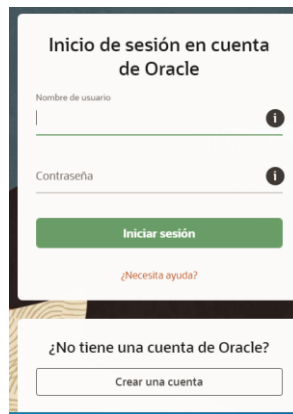 Inicio de sesión en cuenta
de Oracle
Nombre de usuario
Contraseña
Iniciar sesión
¿Necesita ayuda?
¿No tiene una cuenta de Oracle?
Crear una cuenta